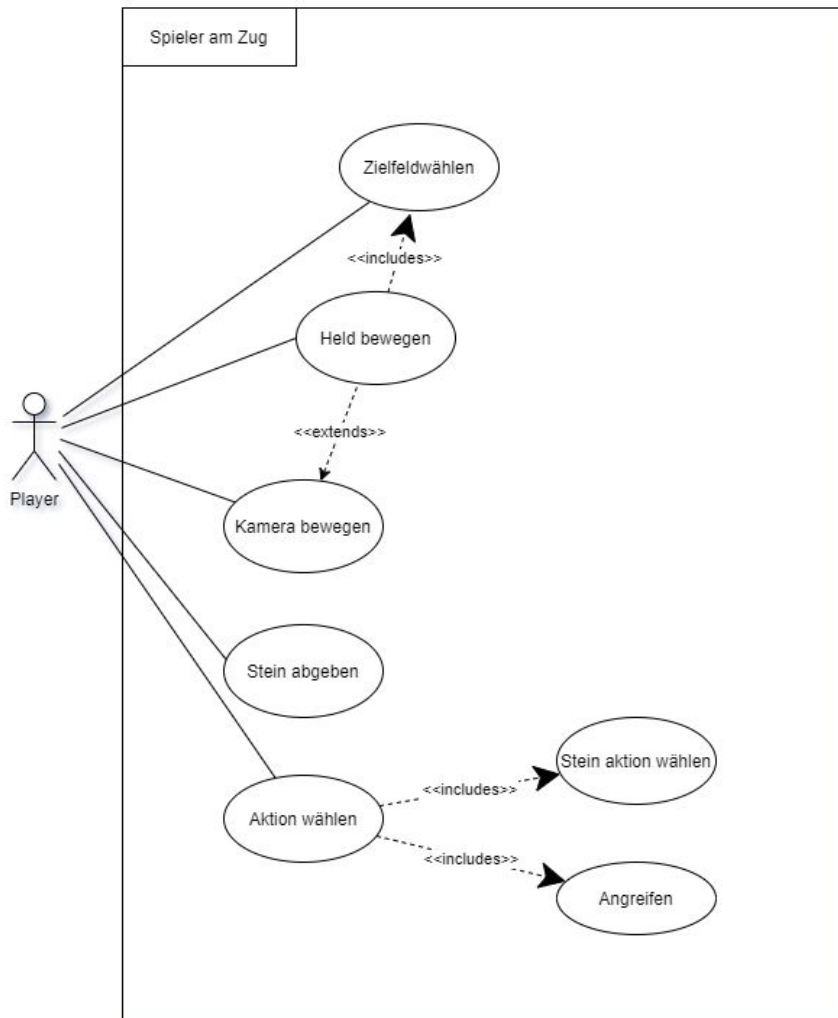 Spieler am Zug
Zielfeldwählen
<<includes>>
Held bewegen
<<extends>>
Player
Kamera bewegen
Stein abgeben
Stein aktion wählen
<<includes>>
Aktion wählen
<<includes>>
Angreifen